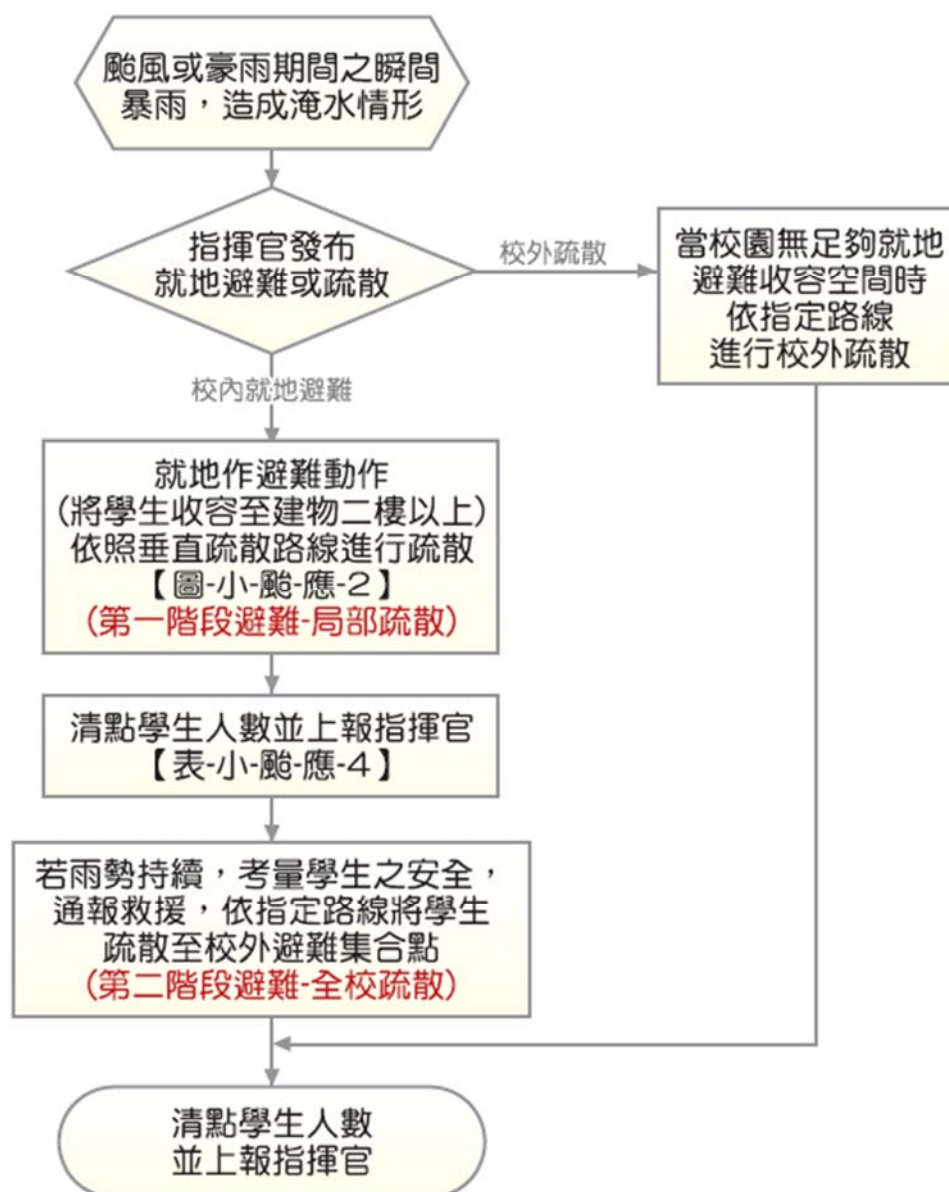 颱風或豪雨期間之瞬間
暴雨，造成淹水情形
指揮官發布
就地避難或疏散
校外疏散
當校園無足夠就地
避難收容空間時
依指定路線
進行校外疏散
校內就地避難
就地作避難動作
(將學生收容至建物二樓以上)
依照垂直疏散路線進行疏散
【圖-小-颱-應-2】
(第一階段避難-局部疏散)
清點學生人數並上報指揮官
【表-小-颱-應-4】
若雨勢持續，考量學生之安全，
通報救援，依指定路線將學生
疏散至校外避難集合點
(第二階段避難-全校疏散)
清點學生人數
並上報指揮官